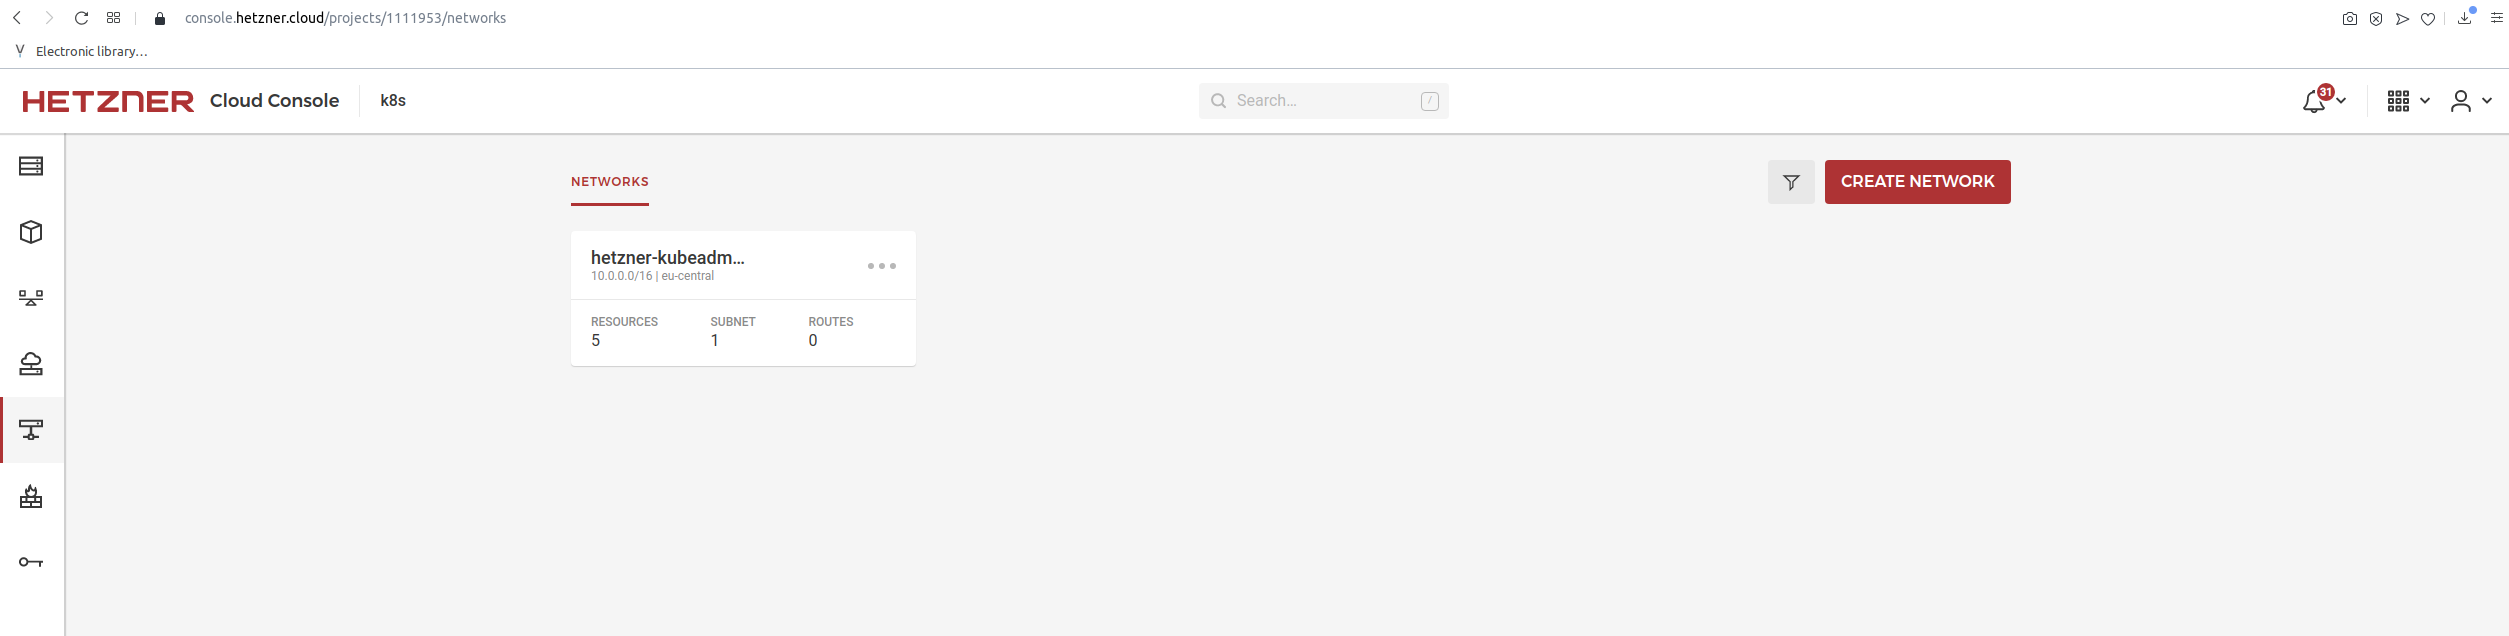 console.hetzner.cloud/projects/1111953/networks
Electronic library...
HETZNER Cloud Console k8s Search... / 31
NETWORKS
CREATE NETWORK
hetzner-kubeadm...
10.0.0.0/16 | eu-central
RESOURCES SUBNET ROUTES
5 1 0